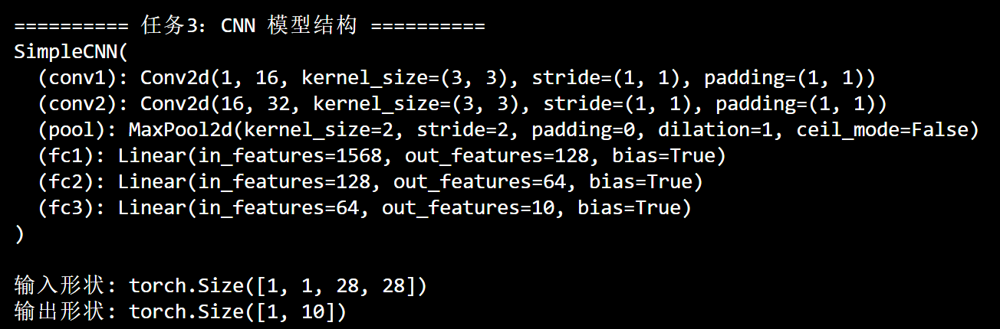 ========== 任务3: CNN 模型结构 ==========
SimpleCNN(
  (conv1): Conv2d(1, 16, kernel_size=(3, 3), stride=(1, 1), padding=(1, 1))
  (conv2): Conv2d(16, 32, kernel_size=(3, 3), stride=(1, 1), padding=(1, 1))
  (pool): MaxPool2d(kernel_size=2, stride=2, padding=0, dilation=1, ceil_mode=False)
  (fc1): Linear(in_features=1568, out_features=128, bias=True)
  (fc2): Linear(in_features=128, out_features=64, bias=True)
  (fc3): Linear(in_features=64, out_features=10, bias=True)
)
输入形状: torch.Size([1, 1, 28, 28])
输出形状: torch.Size([1, 10])